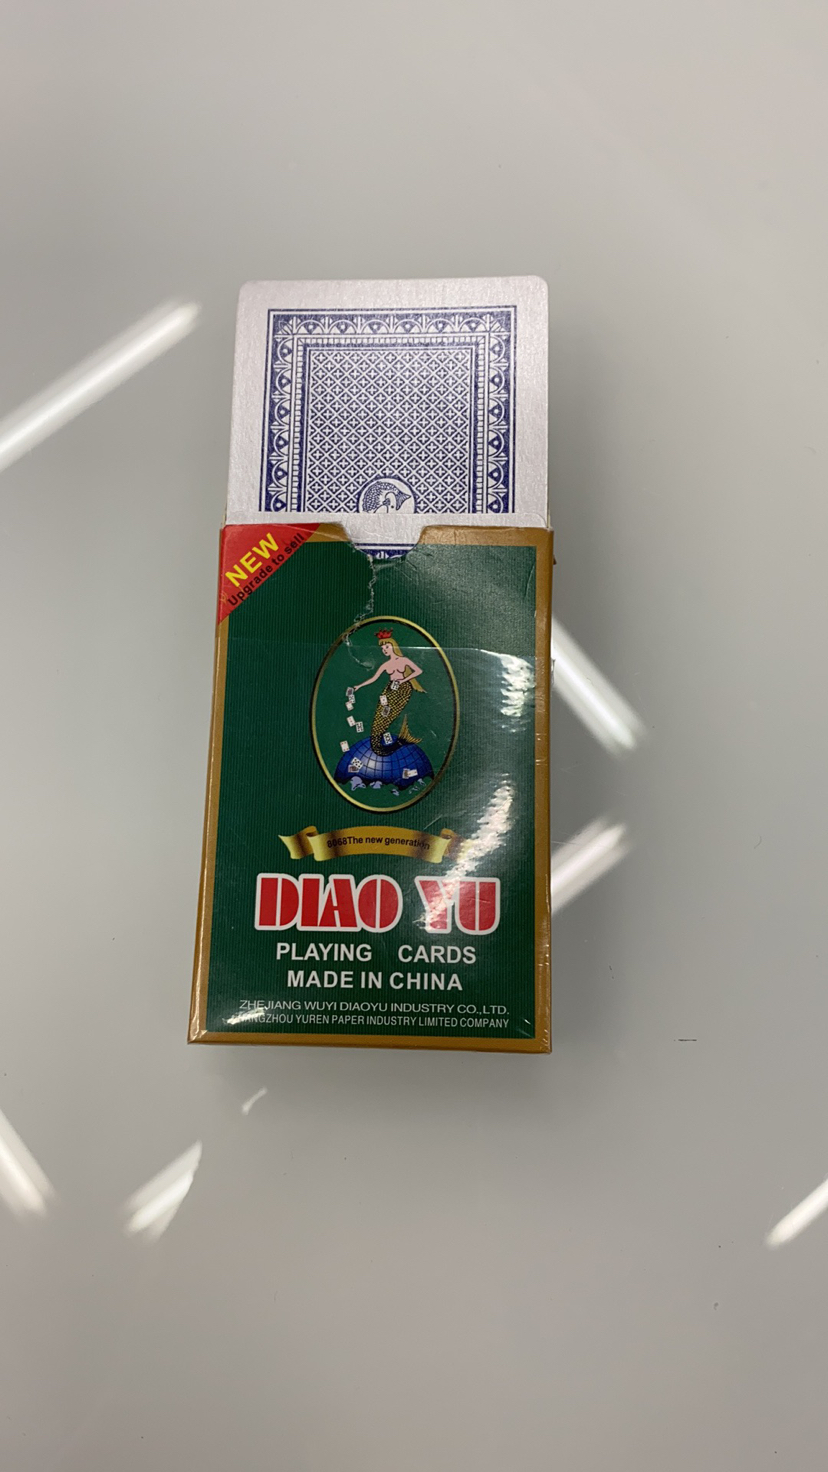 NEW
Upgrade to sell
8068The new generation
DIAO YU
PLAYING CARDS
MADE IN CHINA
ZHEJIANG WUYI DIAOYU INDUSTRY CO.,LTD.
YUREN PAPER INDUSTRY LIMITED COMPANY